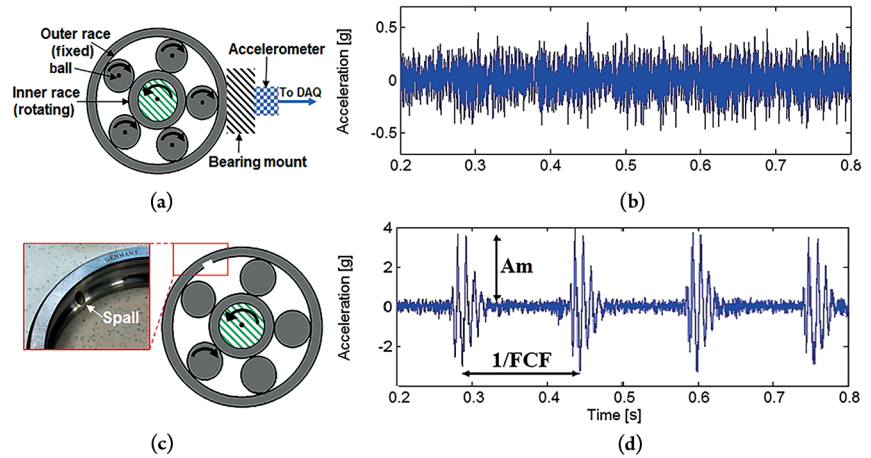 Outer race
(fixed)
ball
Inner race
(rotating)
Accelerometer
To DAQ
Bearing mount
(a)
Acceleration [g]
0.5
0
-0.5
0.2 0.3 0.4 0.5 0.6 0.7 0.8
(b)
GERMANY
Spall
(c)
Acceleration [g]
4
2
0
-2
Am
1/FCF
0.2 0.3 0.4 0.5 0.6 0.7 0.8
Time [s]
(d)